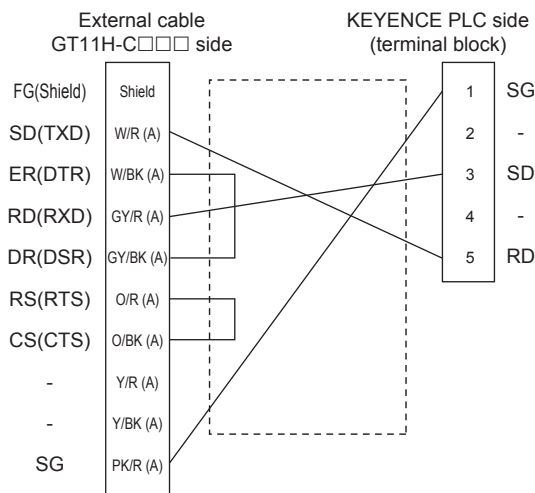 External cable
GT11H-C□□□ side
KEYENCE PLC side
(terminal block)
FG(Shield) Shield
SD(TXD) W/R (A)
ER(DTR) W/BK (A)
RD(RXD) GY/R (A)
DR(DSR) GY/BK (A)
RS(RTS) O/R (A)
CS(CTS) O/BK (A)
- Y/R (A)
- Y/BK (A)
SG PK/R (A)
1 SG
2 -
3 SD
4 -
5 RD